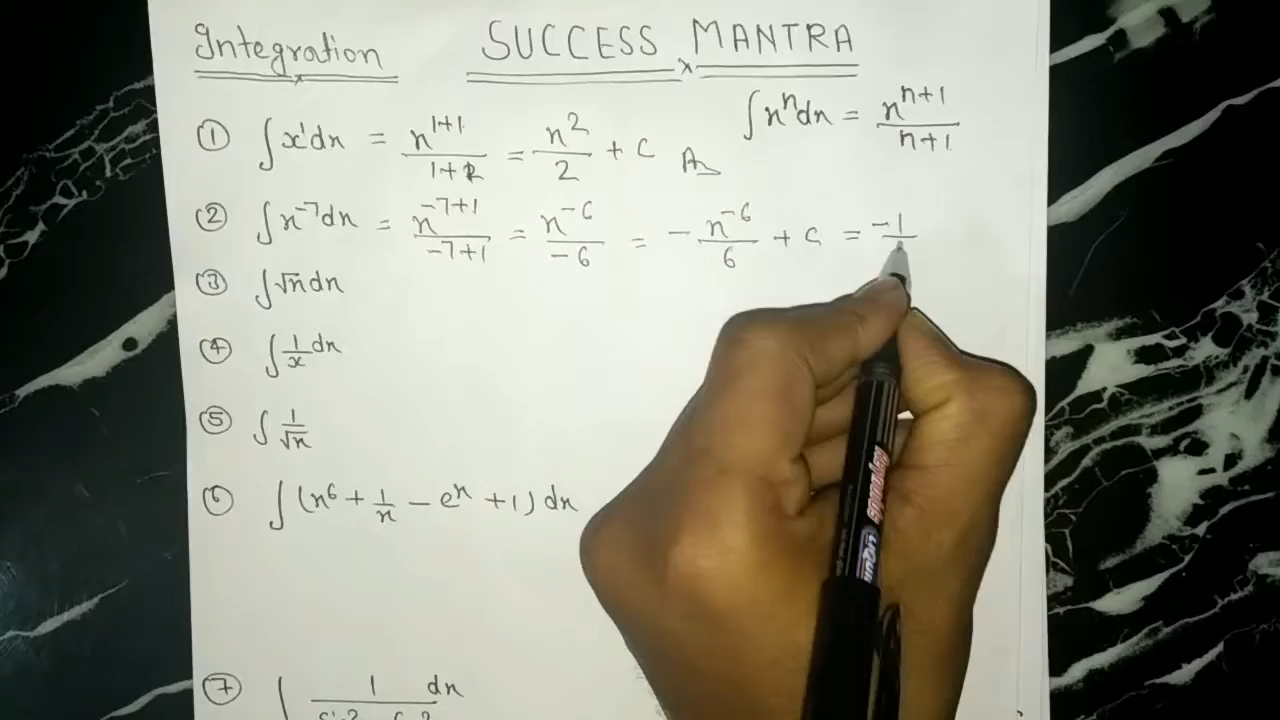 Integration SUCCESS MANTRA
∫xⁿdx = x^(n+1)/(n+1)
① ∫x¹dx = x^(1+1)/(1+1) = x²/2 + C Ans
② ∫x⁻⁷dx = x^(-7+1)/(-7+1) = x⁻⁶/-6 = -x⁻⁶/6 + C = -1/
③ ∫√x dx
④ ∫1/x dx
⑤ ∫1/√x
⑥ ∫(x⁶ + 1/x - eˣ + 1) dx
⑦ ∫ 1 dx